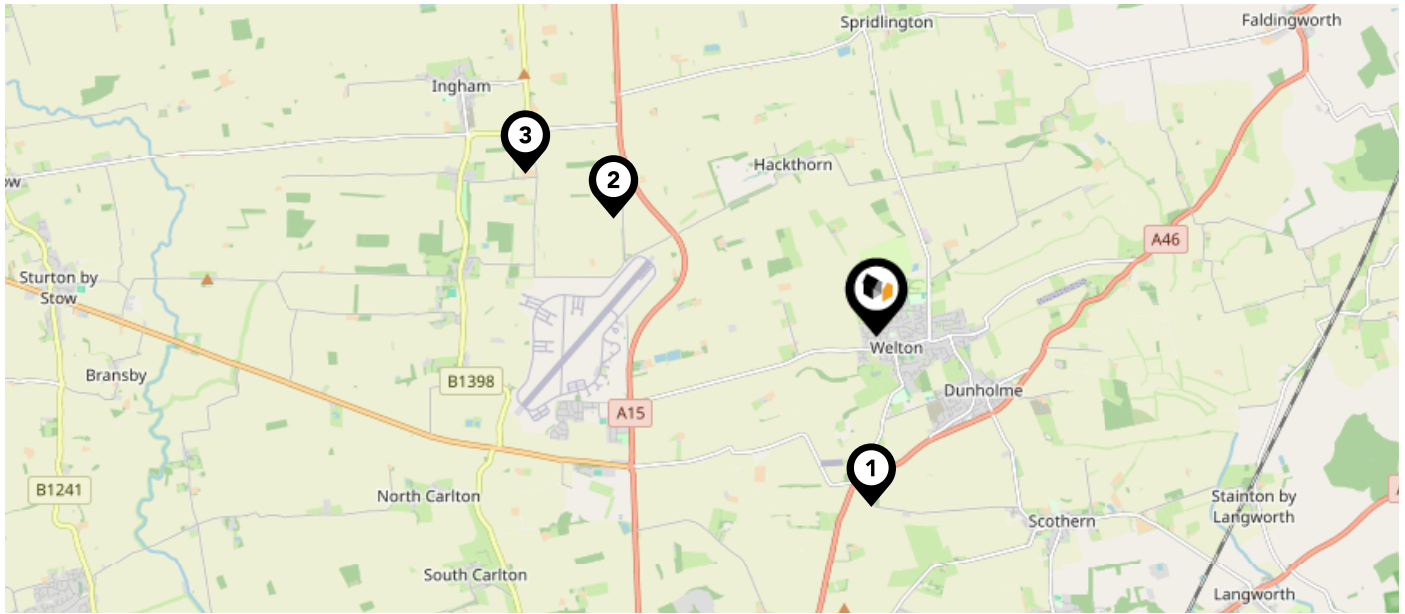 Spridlington
Faldingworth
Ingham
3
Hackthorn
2
ow
A46
Sturton by
Stow
Welton
Bransby
B1398
Dunholme
A15
1
B1241
North Carlton
Stainton by
Langworth
Scothern
South Carlton
Langworth